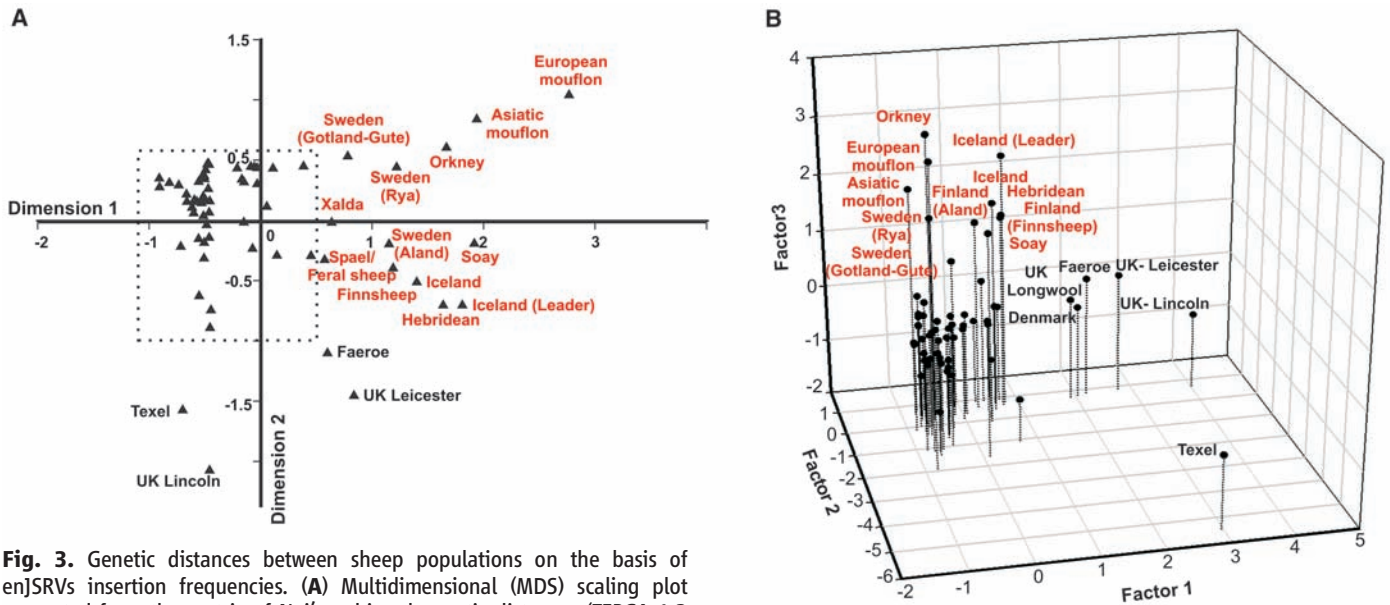 A
1.5
European
mouflon
Asiatic
mouflon
Sweden
(Gotland-Gute)
Orkney
0.5
Sweden
(Rya)
Xalda
Dimension 1
-2
-1
0
1
2
3
Sweden
(Aland)
Soay
Spael/
Feral sheep
Finnsheep
Iceland
Iceland (Leader)
Hebridean
-0.5
Faeroe
UK Leicester
Texel
-1.5
UK Lincoln
Dimension 2
B
4
3
2
1
0
-1
-2
Factor3
Orkney
Iceland (Leader)
European
mouflon
Asiatic
mouflon
Iceland
Hebridean
Finland
(Aland)
Finland
(Finnsheep)
Sweden
(Rya)
Soay
Sweden
(Gotland-Gute)
UK
Longwool
Faeroe
UK- Leicester
UK- Lincoln
Denmark
Texel
1
0
-1
-2
-3
-4
-5
-6
Factor 2
-2
-1
0
1
2
3
4
5
Factor 1
Fig. 3. Genetic distances between sheep populations on the basis of
enJSRVs insertion frequencies. (A) Multidimensional (MDS) scaling plot